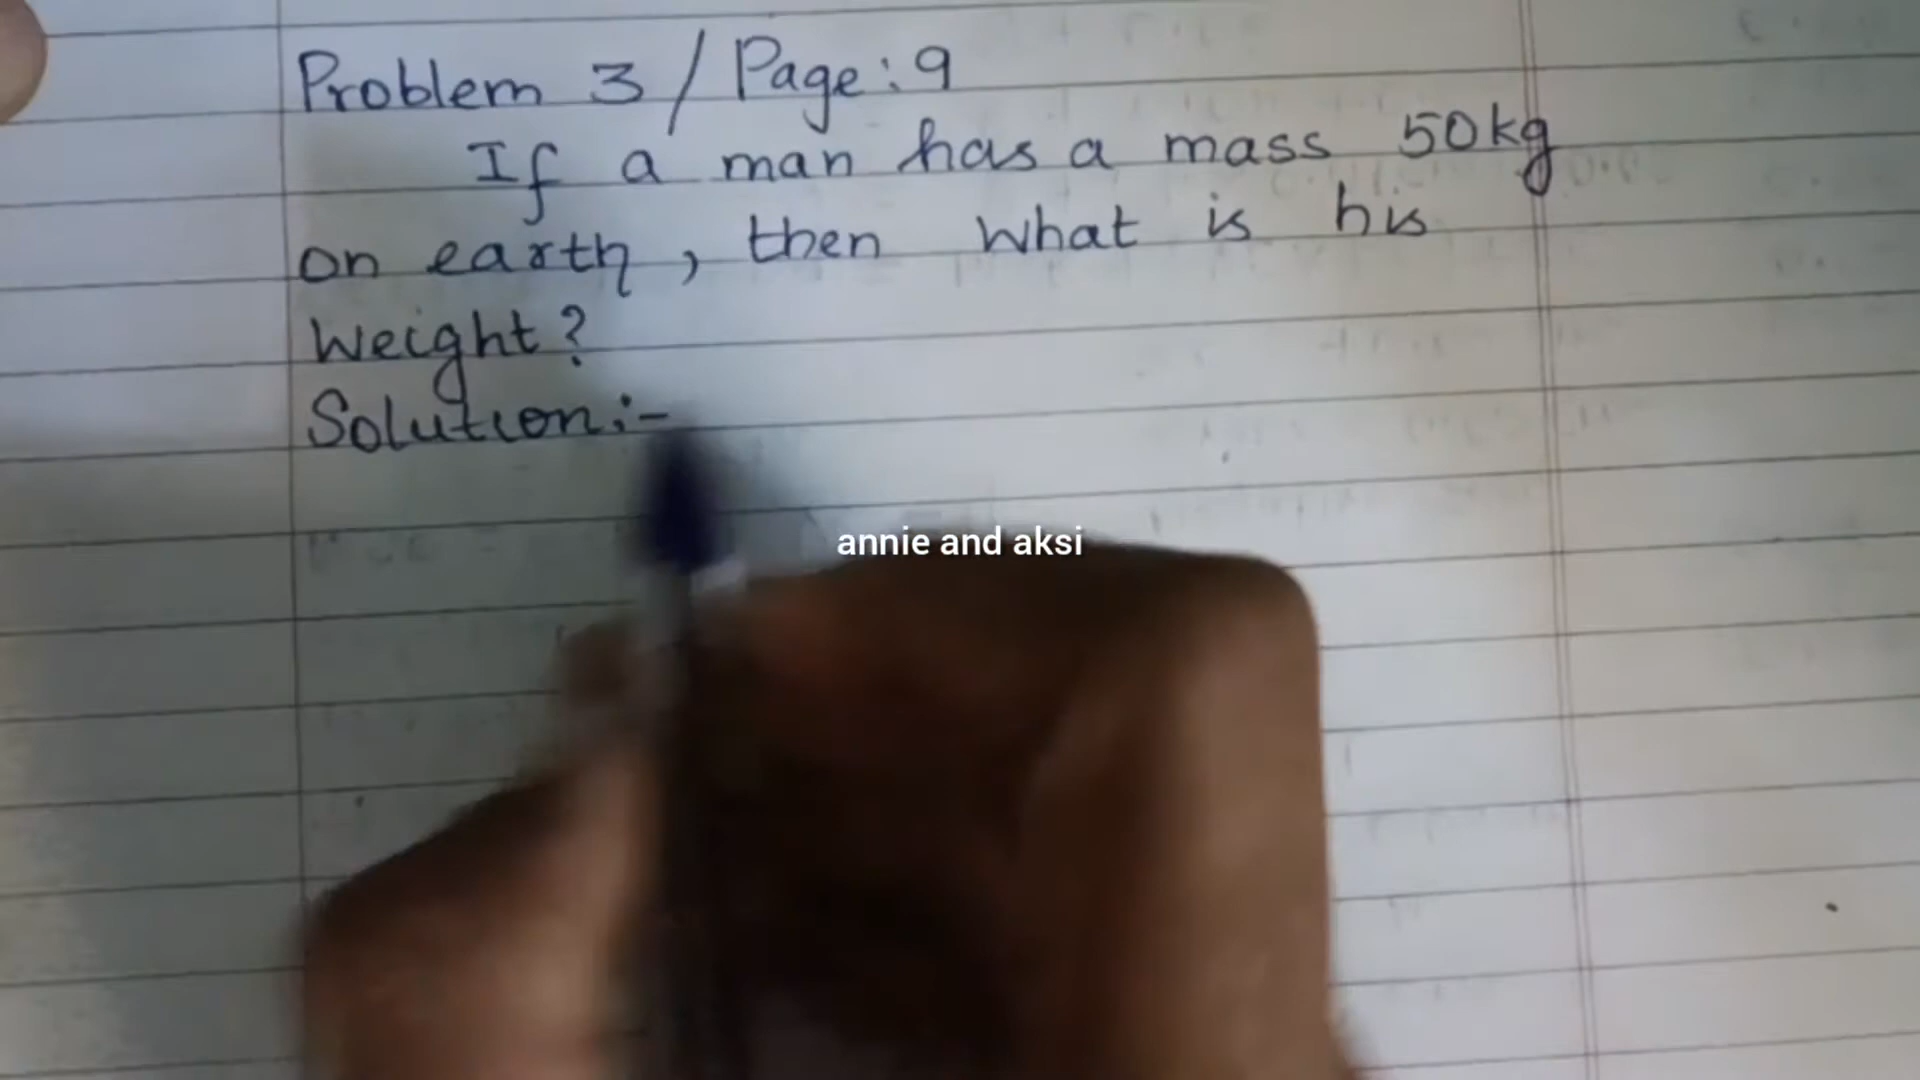 Problem 3 / Page: 9
If a man has a mass 50kg
on earth, then what is his
Weight?
Solution:-
annie and aksi